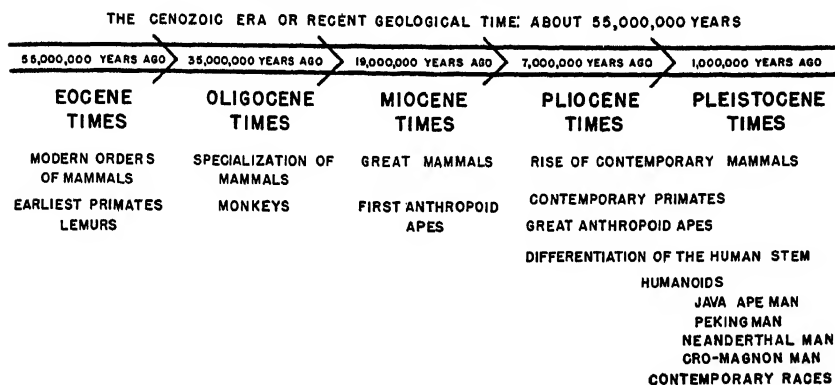 THE CENOZOIC ERA OR RECENT GEOLOGICAL TIME: ABOUT 55,000,000 YEARS
55,000,000 YEARS AGO
35,000,000 YEARS AGO
19,000,000 YEARS AGO
7,000,000 YEARS AGO
1,000,000 YEARS AGO
EOCENE
TIMES
OLIGOCENE
TIMES
MIOCENE
TIMES
PLIOCENE
TIMES
PLEISTOCENE
TIMES
MODERN ORDERS
OF MAMMALS
EARLIEST PRIMATES
LEMURS
SPECIALIZATION OF
MAMMALS
MONKEYS
GREAT MAMMALS
FIRST ANTHROPOID
APES
RISE OF CONTEMPORARY MAMMALS
CONTEMPORARY PRIMATES
GREAT ANTHROPOID APES
DIFFERENTIATION OF THE HUMAN STEM
HUMANOIDS
JAVA APE MAN
PEKING MAN
NEANDERTHAL MAN
CRO-MAGNON MAN
CONTEMPORARY RACES